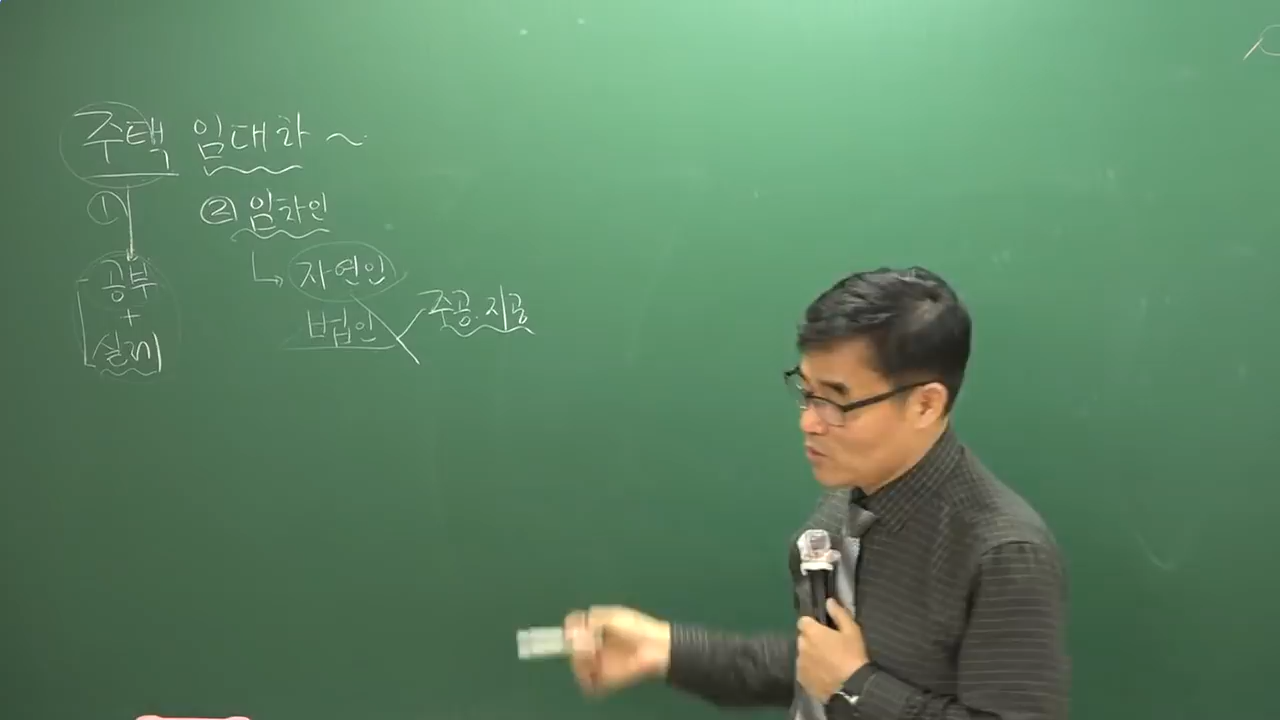 주택 임대차 ~
① ② 임차인
자연인
공부
+
실제
법인
주공.지공